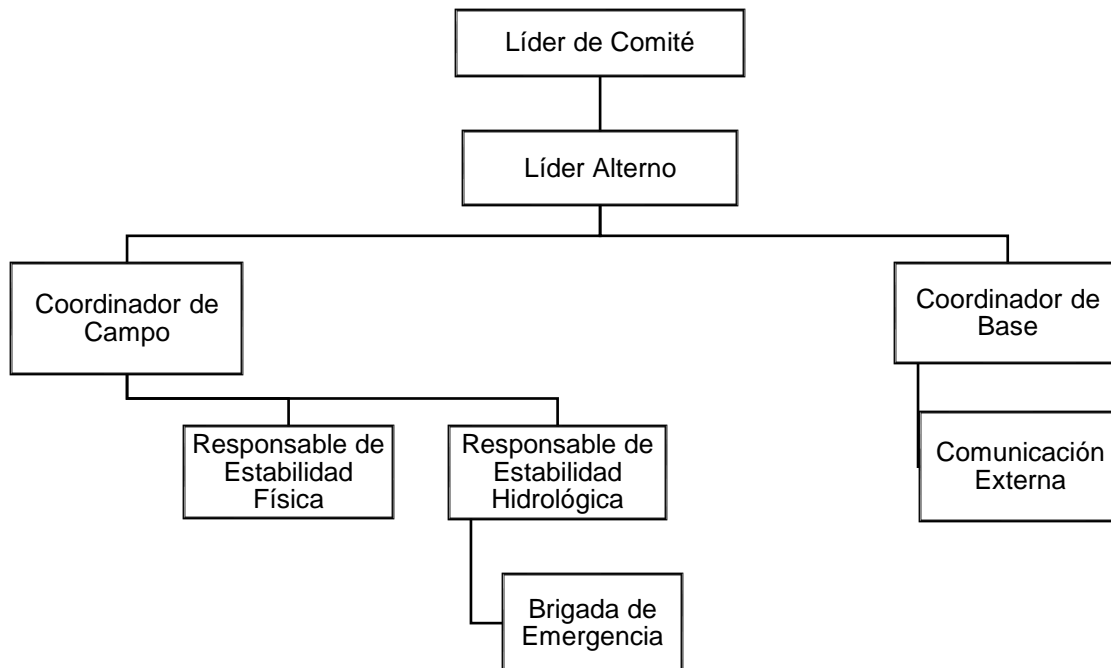 Líder de Comité
Líder Alterno
Coordinador de
Campo
Coordinador de
Base
Responsable de
Estabilidad
Física
Responsable de
Estabilidad
Hidrológica
Comunicación
Externa
Brigada de
Emergencia